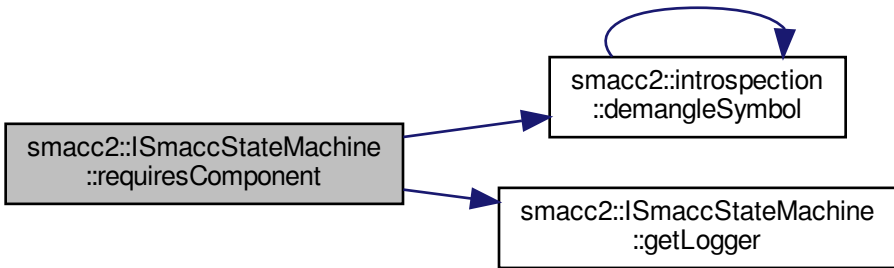 smacc2::introspection
::demangleSymbol
smacc2::ISmaccStateMachine
::requiresComponent
smacc2::ISmaccStateMachine
::getLogger